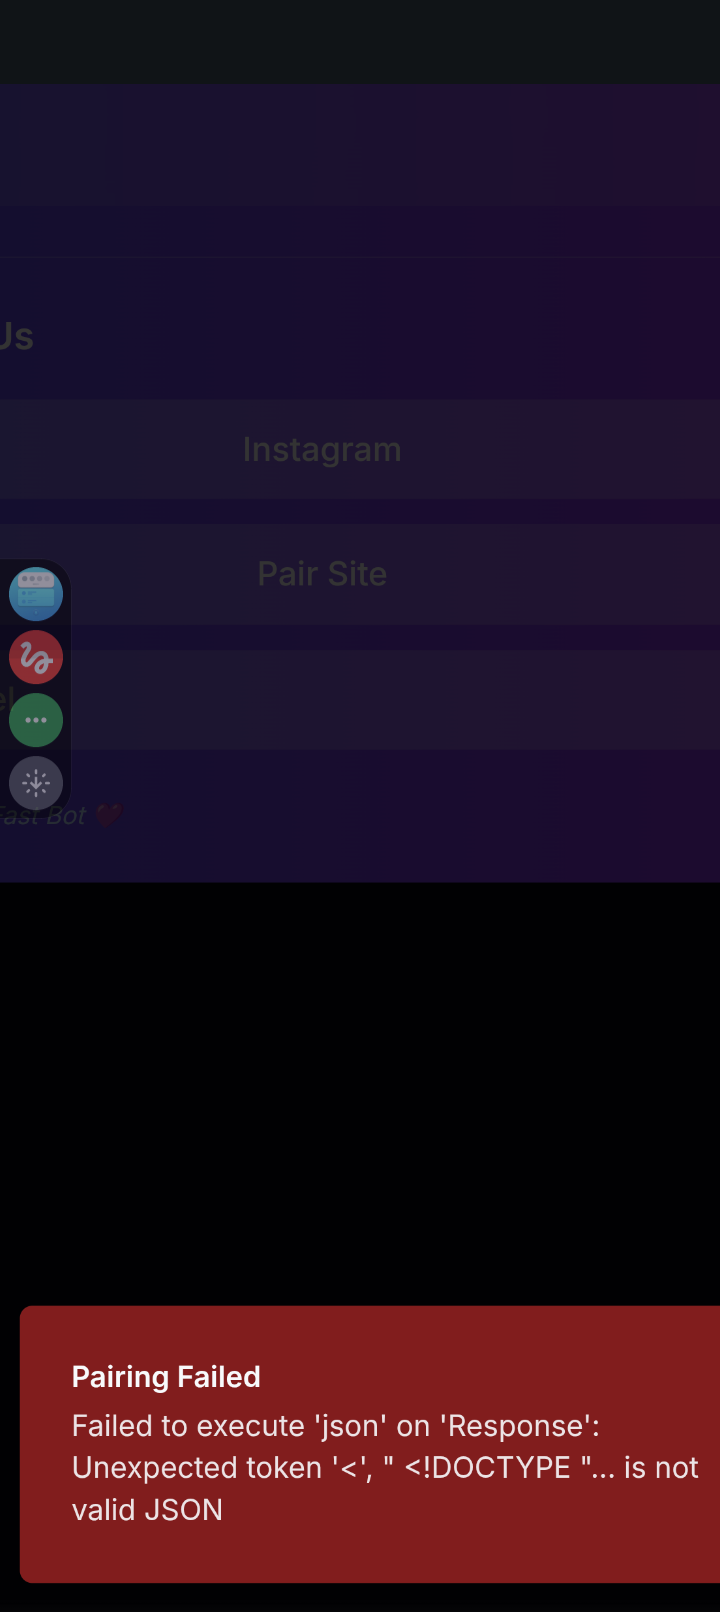 Us
Instagram
Pair Site
Fast Bot ❤️
Pairing Failed
Failed to execute 'json' on 'Response':
Unexpected token '<', " <!DOCTYPE "... is not
valid JSON